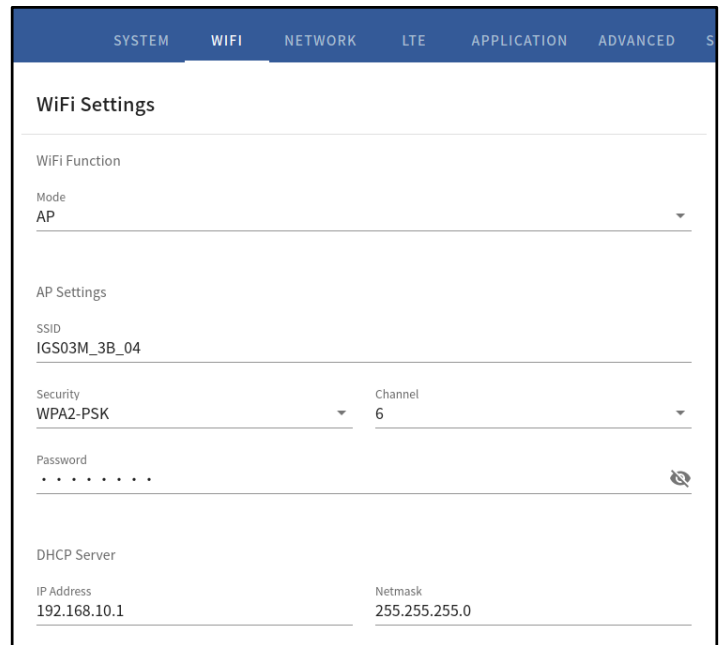 SYSTEM WIFI NETWORK LTE APPLICATION ADVANCED S
WiFi Settings
WiFi Function
Mode
AP
AP Settings
SSID
IGS03M_3B_04
Security Channel
WPA2-PSK 6
Password
• • • • • • • •
DHCP Server
IP Address Netmask
192.168.10.1 255.255.255.0